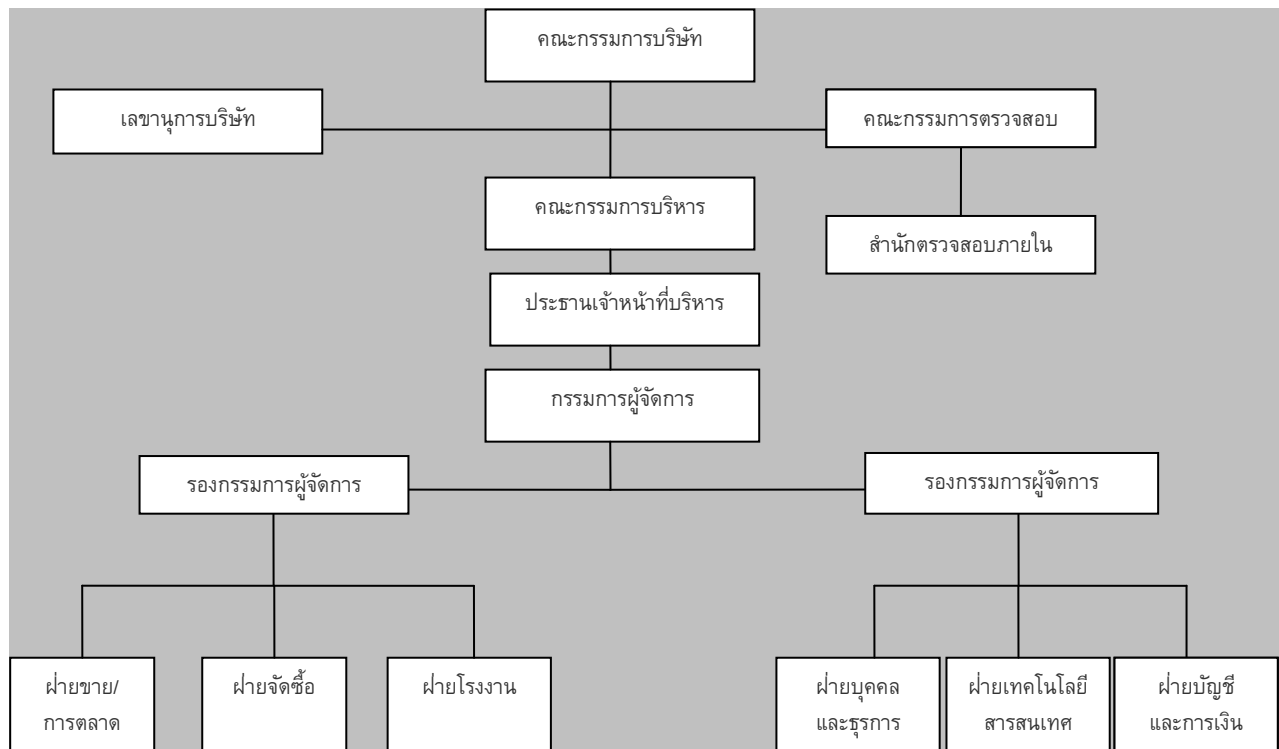 คณะกรรมการบริษัท
เลขานุการบริษัท
คณะกรรมการตรวจสอบ
คณะกรรมการบริหาร
สำนักตรวจสอบภายใน
ประธานเจ้าหน้าที่บริหาร
กรรมการผู้จัดการ
รองกรรมการผู้จัดการ
รองกรรมการผู้จัดการ
ฝ่ายขาย/
การตลาด
ฝ่ายจัดซื้อ
ฝ่ายโรงงาน
ฝ่ายบุคคล
และธุรการ
ฝ่ายเทคโนโลยี
สารสนเทศ
ฝ่ายบัญชี
และการเงิน